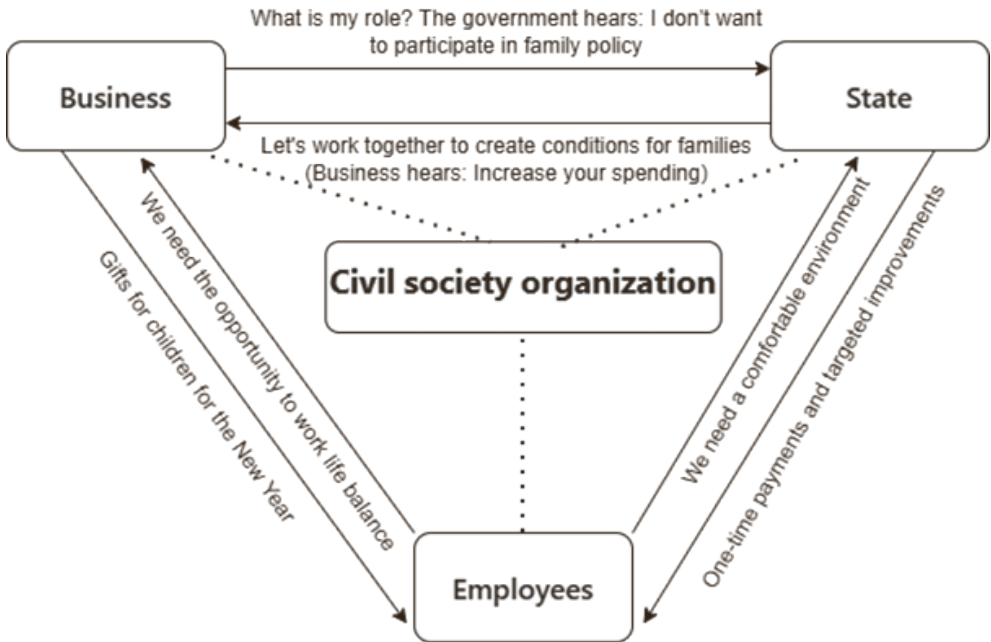 What is my role? The government hears: I don't want
to participate in family policy
Business
State
Let's work together to create conditions for families
(Business hears: Increase your spending)
Civil society organization
Gifts for children for the New Year
We need the opportunity to work life balance
We need a comfortable environment
One-time payments and targeted improvements
Employees